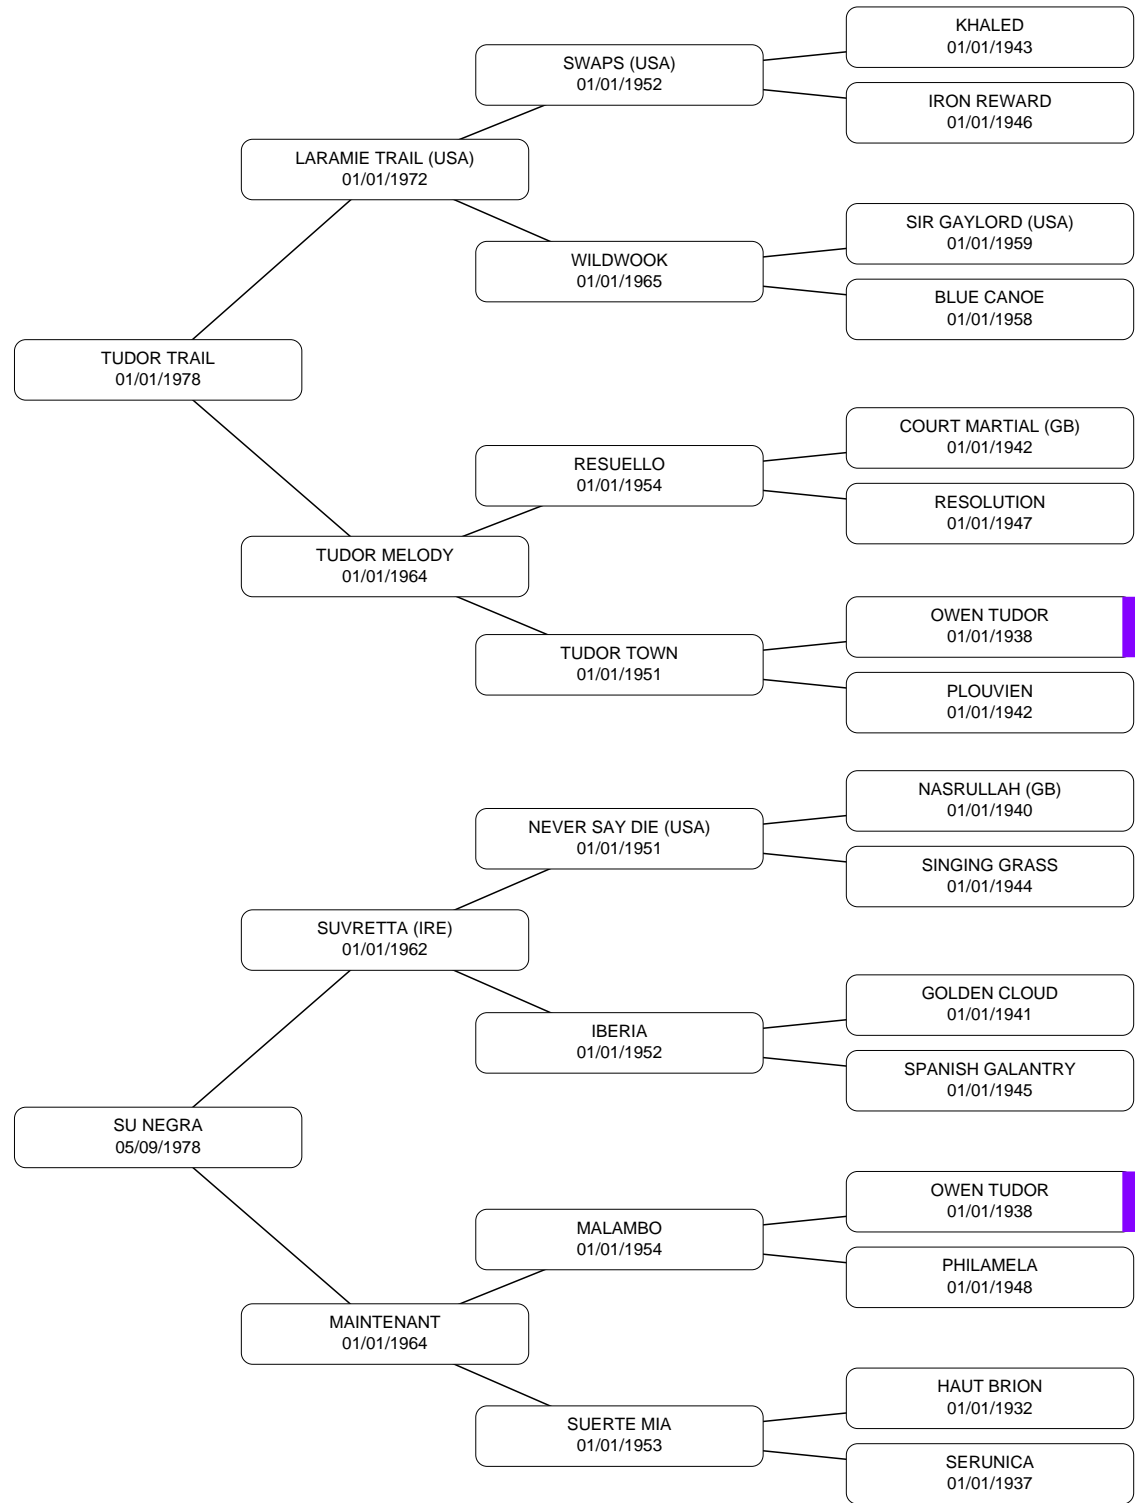 KHALED
01/01/1943
SWAPS (USA)
01/01/1952
IRON REWARD
01/01/1946
LARAMIE TRAIL (USA)
01/01/1972
SIR GAYLORD (USA)
01/01/1959
WILDWOOK
01/01/1965
BLUE CANOE
01/01/1958
TUDOR TRAIL
01/01/1978
COURT MARTIAL (GB)
01/01/1942
RESUELLO
01/01/1954
RESOLUTION
01/01/1947
TUDOR MELODY
01/01/1964
OWEN TUDOR
01/01/1938
TUDOR TOWN
01/01/1951
PLOUVIEN
01/01/1942
NASRULLAH (GB)
01/01/1940
NEVER SAY DIE (USA)
01/01/1951
SINGING GRASS
01/01/1944
SUVRETTA (IRE)
01/01/1962
GOLDEN CLOUD
01/01/1941
IBERIA
01/01/1952
SPANISH GALANTRY
01/01/1945
SU NEGRA
05/09/1978
OWEN TUDOR
01/01/1938
MALAMBO
01/01/1954
PHILAMELA
01/01/1948
MAINTENANT
01/01/1964
HAUT BRION
01/01/1932
SUERTE MIA
01/01/1953
SERUNICA
01/01/1937